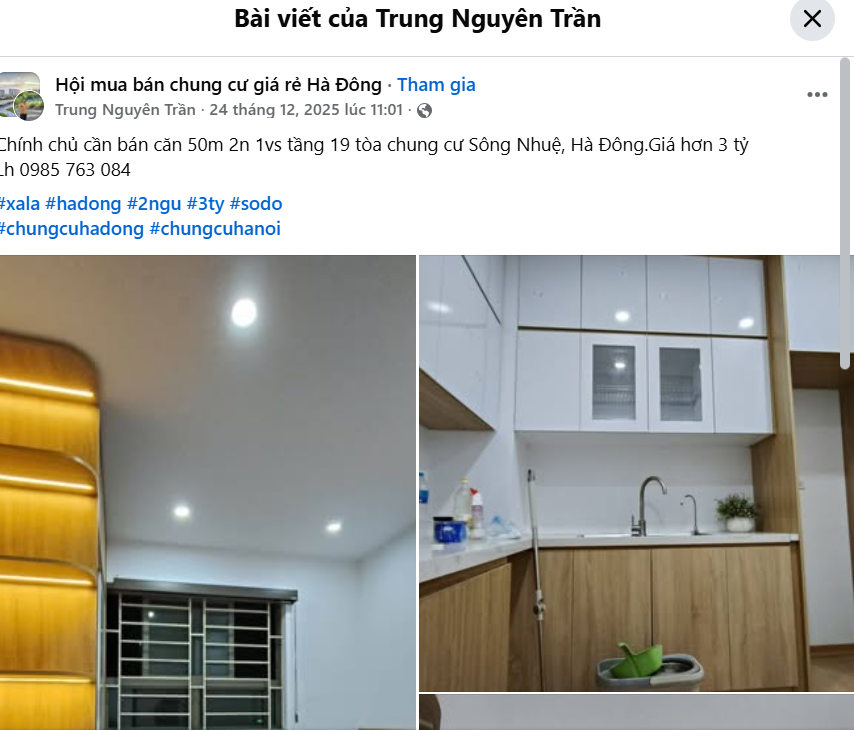 Bài viết của Trung Nguyên Trần
Hội mua bán chung cư giá rẻ Hà Đông · Tham gia
Trung Nguyên Trần · 24 tháng 12, 2025 lúc 11:01 ·
Chính chủ cần bán căn 50m 2n 1vs tầng 19 tòa chung cư Sông Nhuệ, Hà Đông.Giá hơn 3 tỷ
Lh 0985 763 084
#xala #hadong #2ngu #3ty #sodo
#chungcuhadong #chungcuhanoi